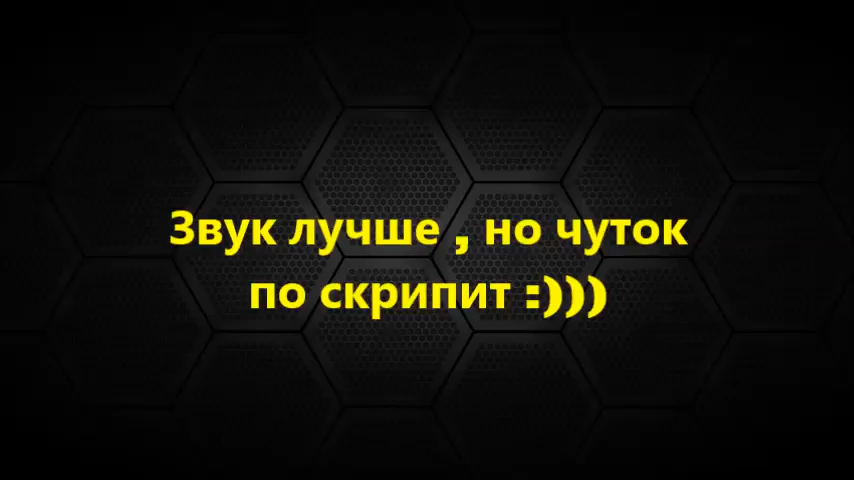 Звук лучше , но чуток
по скрипит :)))